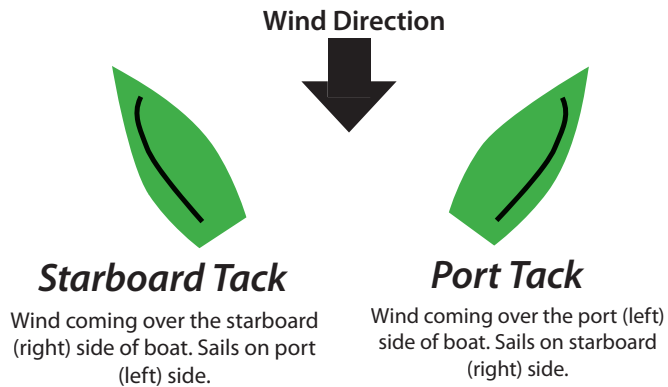 Wind Direction
Starboard Tack
Wind coming over the starboard
(right) side of boat. Sails on port
(left) side.
Port Tack
Wind coming over the port (left)
side of boat. Sails on starboard
(right) side.